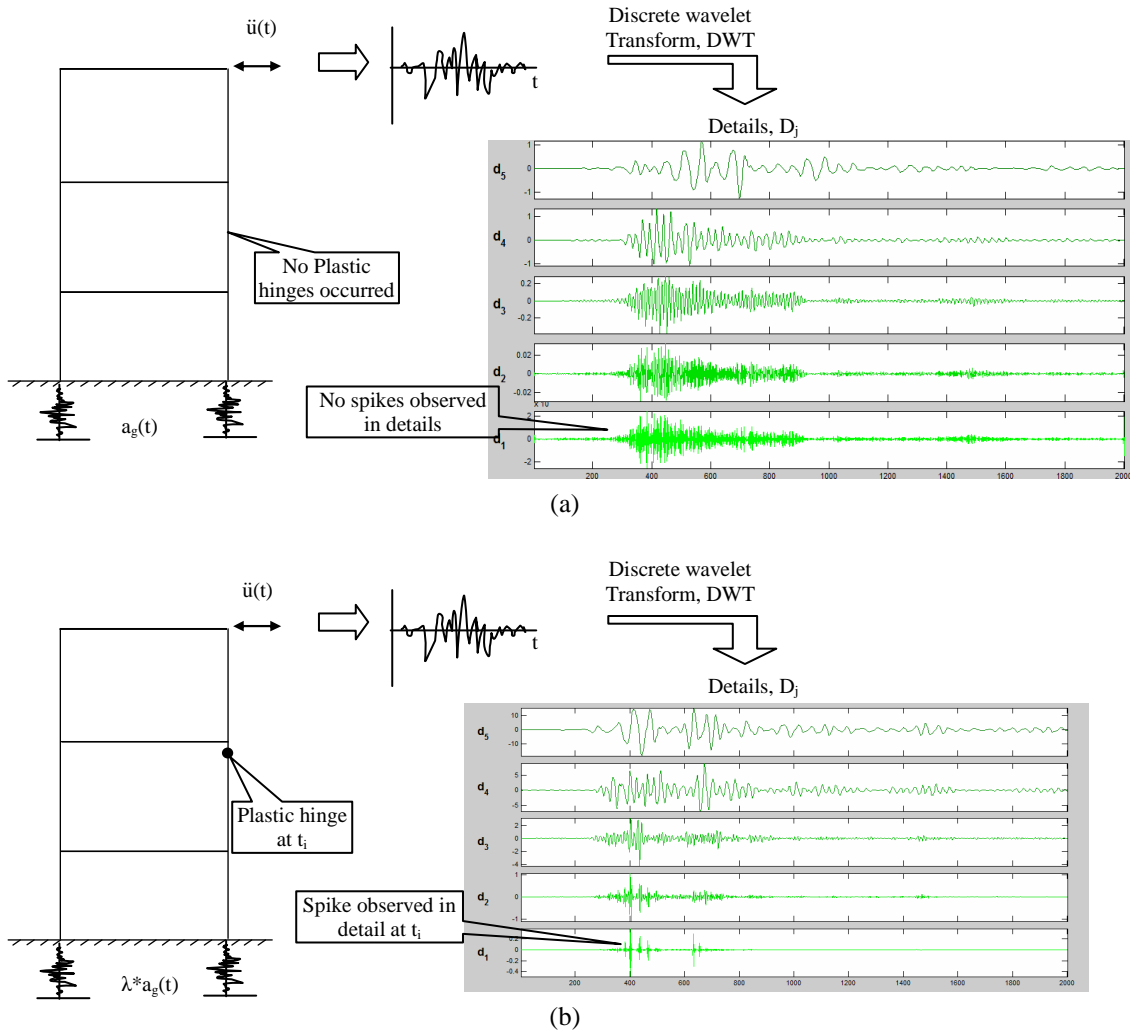 ü(t)
t
Discrete wavelet
Transform, DWT
Details, Dj
d5
1
0
-1
d4
1
0
-1
d3
0.2
0
-0.2
d2
0.02
0
-0.02
d1
2
0
-2
200 400 600 800 1000 1200 1400 1600 1800 2000
No Plastic
hinges occurred
No spikes observed
in details
ag(t)
(a)
ü(t)
t
Discrete wavelet
Transform, DWT
Details, Dj
d5
10
0
-10
d4
5
0
-5
d3
2
0
-2
-4
d2
1
0
-1
d1
0.2
0
-0.2
-0.4
200 400 600 800 1000 1200 1400 1600 1800 2000
Plastic hinge
at ti
Spike observed in
detail at ti
λ*ag(t)
(b)